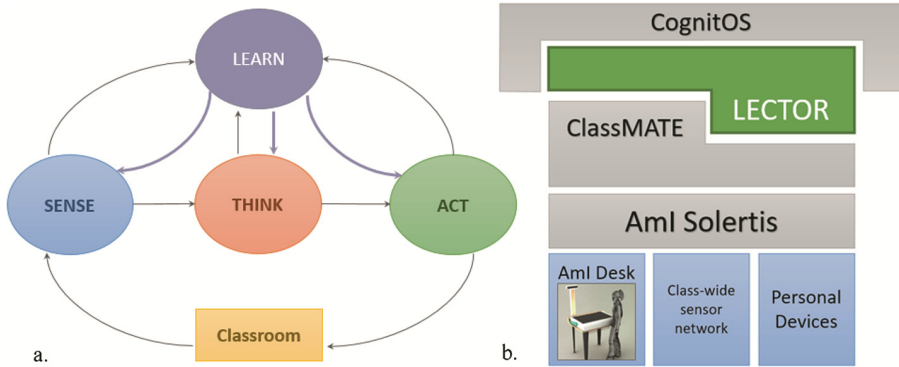 LEARN
SENSE
THINK
ACT
Classroom
a.
CognitOS
LECTOR
ClassMATE
AmI Solertis
AmI Desk
Class-wide
sensor
network
Personal
Devices
b.